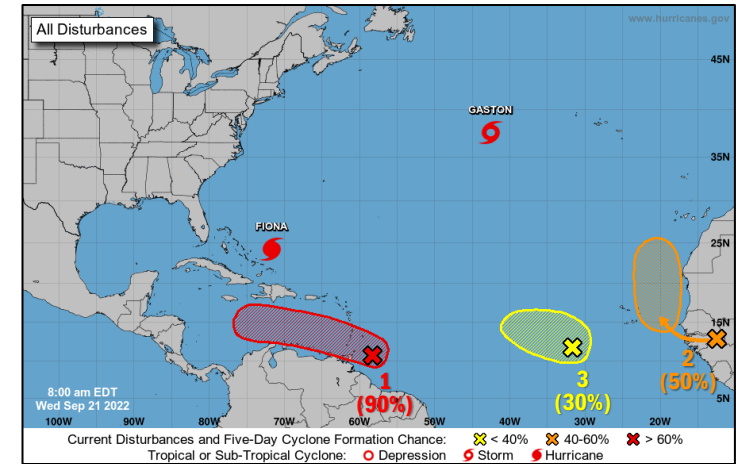 All Disturbances
www.hurricanes.gov
45N
GASTON
35N
FIONA
25N
15N
2
(50%)
1
(90%)
3
(30%)
8:00 am EDT
Wed Sep 21 2022
5N
100W 90W 80W 70W 60W 50W 40W 30W 20W
Current Disturbances and Five-Day Cyclone Formation Chance: < 40% 40-60% > 60%
Tropical or Sub-Tropical Cyclone: Depression Storm Hurricane